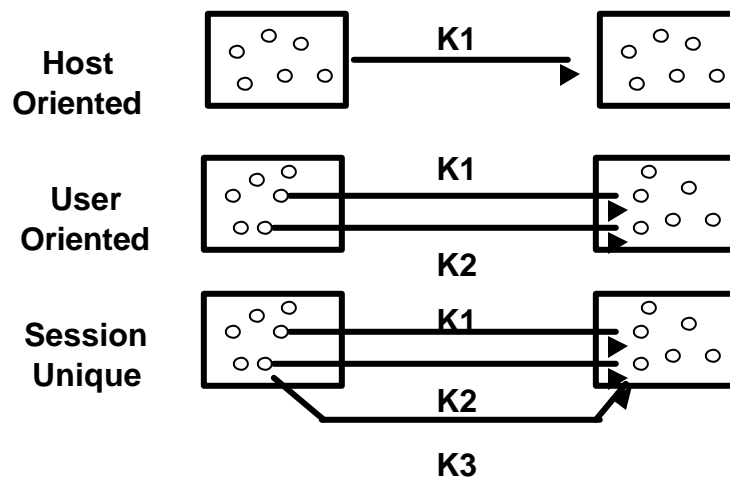 K1
Host
Oriented
K1
User
Oriented
K2
K1
Session
Unique
K2
K3